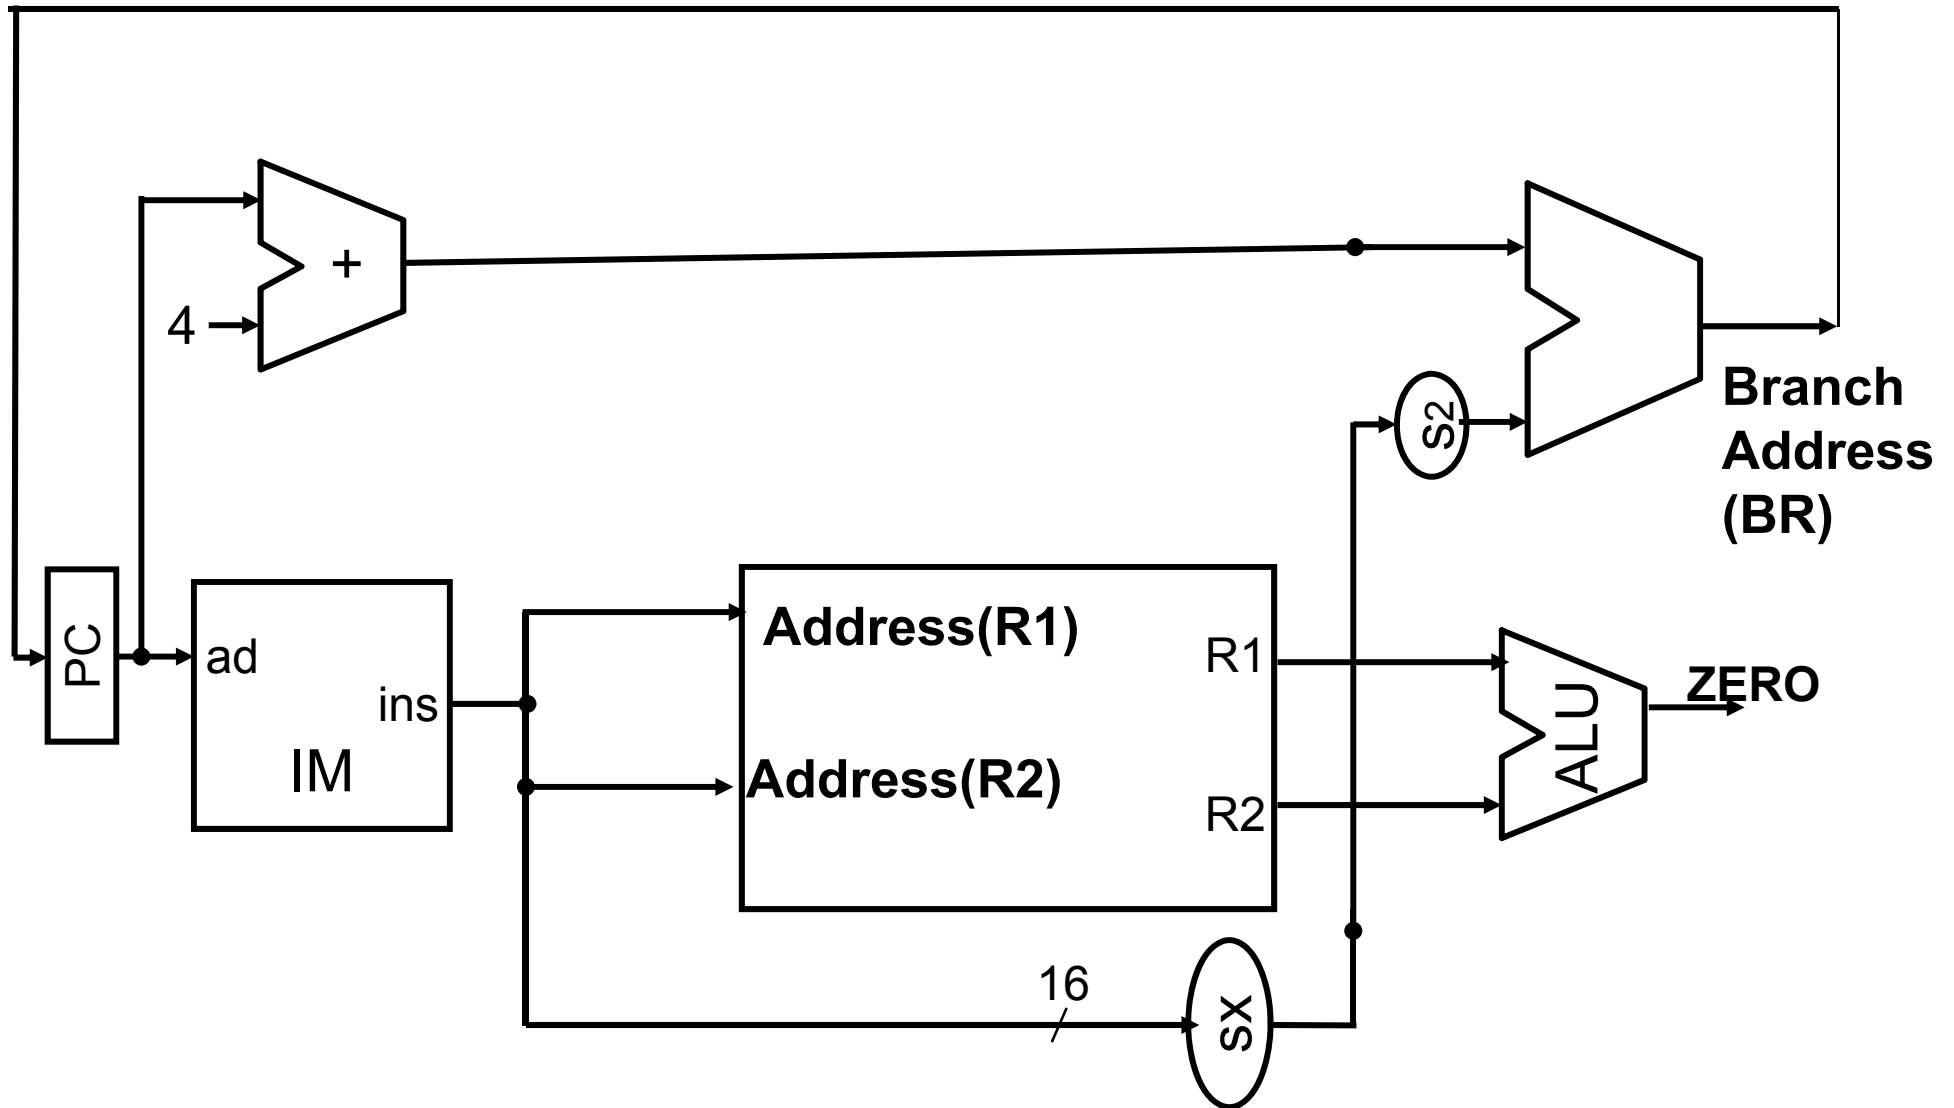 +
4
s2
Branch
Address
(BR)
PC
ad
ins
IM
Address(R1)
R1
Address(R2)
R2
ALU
ZERO
16
sx